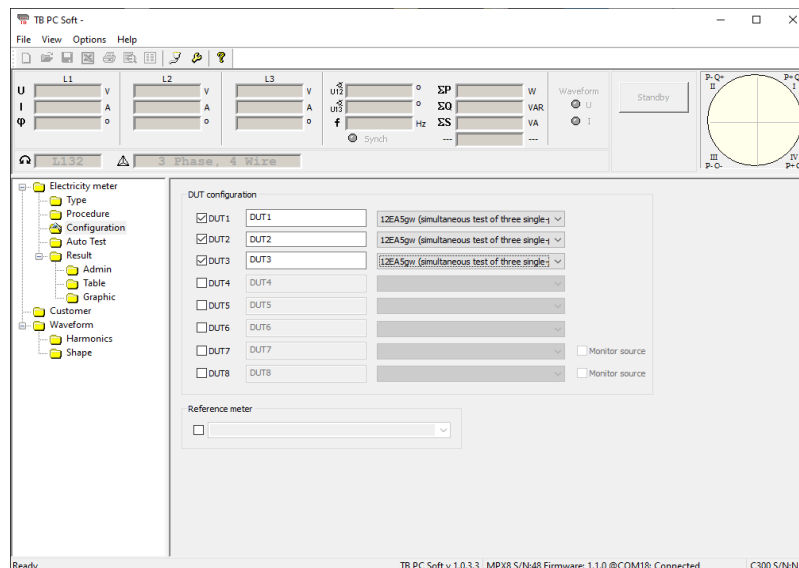 TB PC Soft -
File View Options Help
L1 L2 L3
U V V V U12 ° ΣP W Waveform
I A A A U13 ° ΣQ VAR U
φ ° ° ° f Hz ΣS VA I
Synch --- ---
Standby
P- Q+ P+ Q
II I
III IV
P- Q- P+ Q
L132 3 Phase, 4 Wire
Electricity meter
Type
Procedure
Configuration
Auto Test
Result
Admin
Table
Graphic
Customer
Waveform
Harmonics
Shape
DUT configuration
DUT1 DUT1 12EA5gw (simultaneous test of three single-
DUT2 DUT2 12EA5gw (simultaneous test of three single-
DUT3 DUT3 12EA5gw (simultaneous test of three single-
DUT4 DUT4
DUT5 DUT5
DUT6 DUT6
DUT7 DUT7 Monitor source
DUT8 DUT8 Monitor source
Reference meter
Ready TB PC Soft v 1.0.3.3 MPX8 S/N:48 Firmware: 1.1.0 @COM18: Connected C300 S/N:N